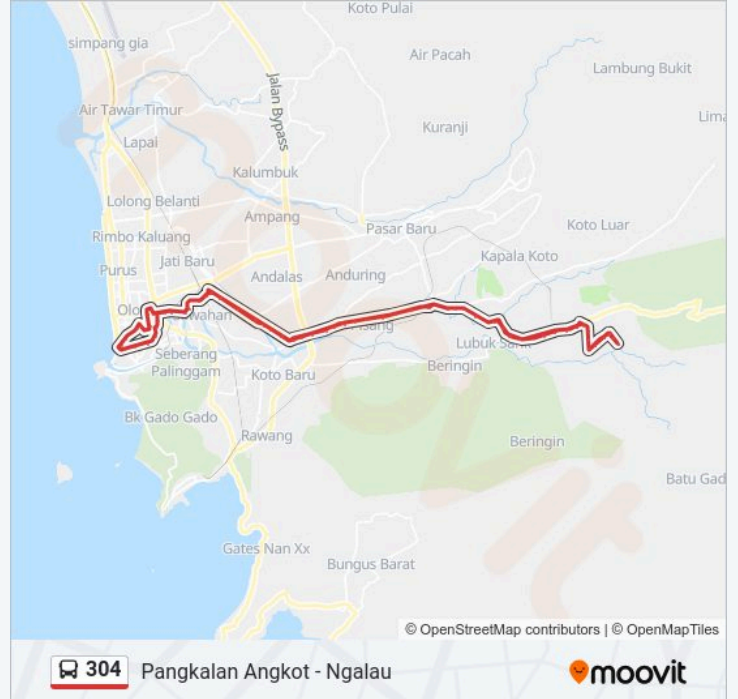 Koto Pulai
simpang gia
Air Pacah
Lambung Bukit
Jalan Bypass
Air Tawar Timur
Lima
Kuranji
Lapai
Kalumbuk
Lolong Belanti
Ampang
Koto Luar
Pasar Baru
Rimbo Kaluang
Kapala Koto
Jati Baru
Purus
Andalas
Anduring
Olo
Lubuk
Seberang
Palinggam
Beringin
Koto Baru
Bk Gado Gado
Rawang
Beringin
Batu Gad
Gates Nan Xx
Bungus Barat
© OpenStreetMap contributors | © OpenMapTiles
304 Pangkalan Angkot - Ngalau
moovit